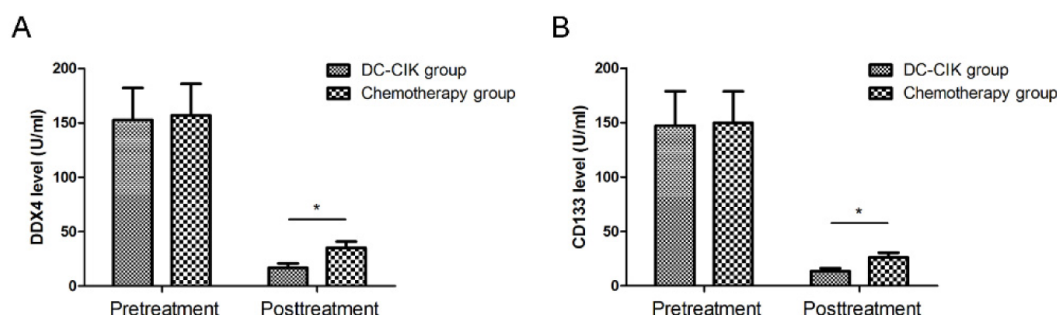 A
DDX4 level (U/ml)
200
150
100
50
0
DC-CIK group
Chemotherapy group
*
Pretreatment Posttreatment
B
CD133 level (U/ml)
200
150
100
50
0
DC-CIK group
Chemotherapy group
*
Pretreatment Posttreatment